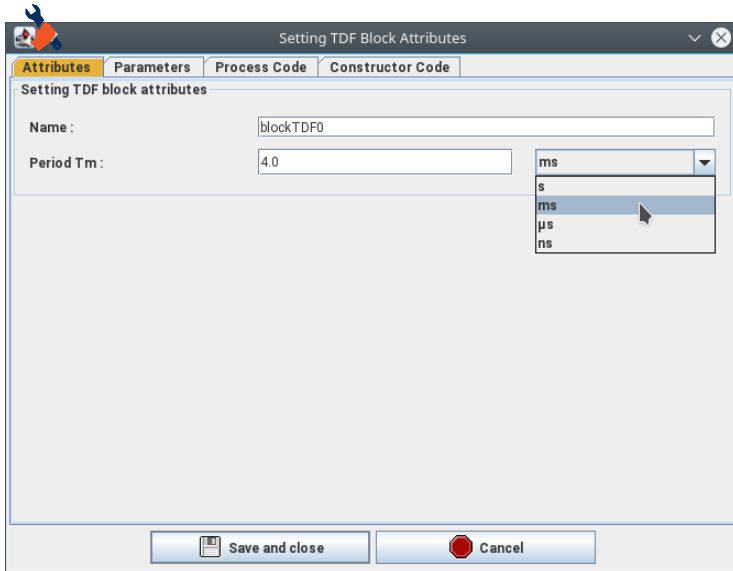 Setting TDF Block Attributes
Attributes Parameters Process Code Constructor Code
Setting TDF block attributes
Name : blockTDF0
Period Tm : 4.0 ms
s
ms
µs
ns
Save and close Cancel